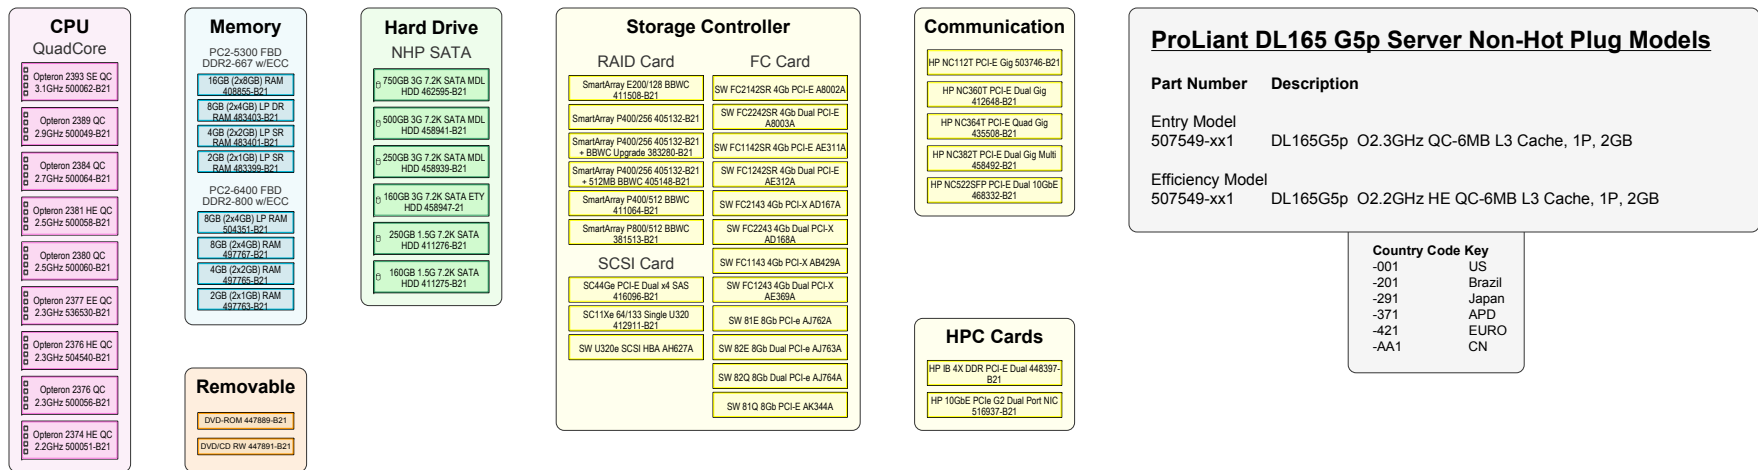 CPU
QuadCore
Opteron 2393 SE QC
3.1GHz 500062-B21
Opteron 2389 QC
2.9GHz 500049-B21
Opteron 2384 QC
2.7GHz 500064-B21
Opteron 2381 HE QC
2.5GHz 500058-B21
Opteron 2380 QC
2.5GHz 500060-B21
Opteron 2377 EE QC
2.3GHz 536530-B21
Opteron 2376 HE QC
2.3GHz 504540-B21
Opteron 2376 QC
2.3GHz 500056-B21
Opteron 2374 HE QC
2.2GHz 500051-B21
Memory
PC2-5300 FBD
DDR2-667 w/ECC
16GB (2x8GB) RAM
408855-B21
8GB (2x4GB) LP DR
RAM 483403-B21
4GB (2x2GB) LP SR
RAM 483401-B21
2GB (2x1GB) LP SR
RAM 483399-B21
PC2-6400 FBD
DDR2-800 w/ECC
8GB (2x4GB) LP RAM
504351-B21
8GB (2x4GB) RAM
497767-B21
4GB (2x2GB) RAM
497765-B21
2GB (2x1GB) RAM
497763-B21
Removable
DVD-ROM 447889-B21
DVD/CD RW 447891-B21
Hard Drive
NHP SATA
750GB 3G 7.2K SATA MDL
HDD 462595-B21
500GB 3G 7.2K SATA MDL
HDD 458941-B21
250GB 3G 7.2K SATA MDL
HDD 458939-B21
160GB 3G 7.2K SATA ETY
HDD 458947-21
250GB 1.5G 7.2K SATA
HDD 411276-B21
160GB 1.5G 7.2K SATA
HDD 411275-B21
Storage Controller
RAID Card
SmartArray E200/128 BBWC
411508-B21
SmartArray P400/256 405132-B21
SmartArray P400/256 405132-B21
+ BBWC Upgrade 383280-B21
SmartArray P400/256 405132-B21
+ 512MB BBWC 405148-B21
SmartArray P400/512 BBWC
411064-B21
SmartArray P800/512 BBWC
381513-B21
SCSI Card
SC44Ge PCI-E Dual x4 SAS
416096-B21
SC11Xe 64/133 Single U320
412911-B21
SW U320e SCSI HBA AH627A
FC Card
SW FC2142SR 4Gb PCI-E A8002A
SW FC2242SR 4Gb Dual PCI-E
A8003A
SW FC1142SR 4Gb PCI-E AE311A
SW FC1242SR 4Gb Dual PCI-E
AE312A
SW FC2143 4Gb PCI-X AD167A
SW FC2243 4Gb Dual PCI-X
AD168A
SW FC1143 4Gb PCI-X AB429A
SW FC1243 4Gb Dual PCI-X
AE369A
SW 81E 8Gb PCI-e AJ762A
SW 82E 8Gb Dual PCI-e AJ763A
SW 82Q 8Gb Dual PCI-e AJ764A
SW 81Q 8Gb PCI-E AK344A
Communication
HP NC112T PCI-E Gig 503746-B21
HP NC360T PCI-E Dual Gig
412648-B21
HP NC364T PCI-E Quad Gig
435508-B21
HP NC382T PCI-E Dual Gig Multi
458492-B21
HP NC522SFP PCI-E Dual 10GbE
468332-B21
HPC Cards
HP IB 4X DDR PCI-E Dual 448397-
B21
HP 10GbE PCIe G2 Dual Port NIC
516937-B21
ProLiant DL165 G5p Server Non-Hot Plug Models
Part Number Description
Entry Model
507549-xx1 DL165G5p O2.3GHz QC-6MB L3 Cache, 1P, 2GB
Efficiency Model
507549-xx1 DL165G5p O2.2GHz HE QC-6MB L3 Cache, 1P, 2GB
Country Code Key
-001 US
-201 Brazil
-291 Japan
-371 APD
-421 EURO
-AA1 CN